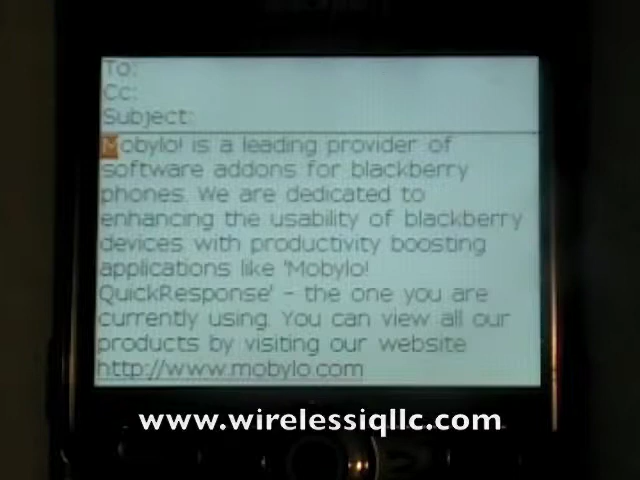 To:
Cc:
Subject:
Mobylo! is a leading provider of
software addons for blackberry
phones. We are dedicated to
enhancing the usability of blackberry
devices with productivity boosting
applications like 'Mobylo!
QuickResponse' - the one you are
currently using. You can view all our
products by visiting our website
http://www.mobylo.com
www.wirelessiqllc.com